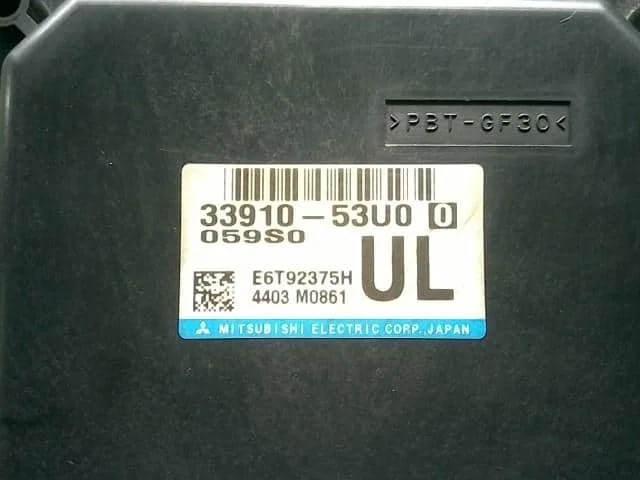 >PBT-GF30<
33910-53U0 0
059S0
UL
E6T92375H
4403 M0861
MITSUBISHI ELECTRIC CORP., JAPAN